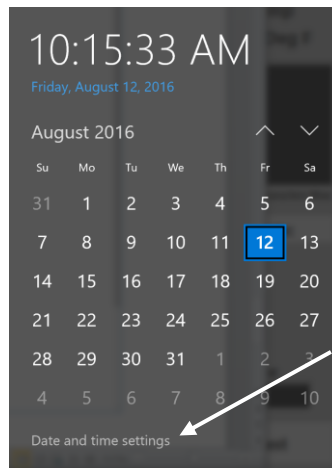 10:15:33 AM
Friday, August 12, 2016
August 2016
Su Mo Tu We Th Fr Sa
31 1 2 3 4 5 6
7 8 9 10 11 12 13
14 15 16 17 18 19 20
21 22 23 24 25 26 27
28 29 30 31 1 2 3
4 5 6 7 8 9 10
Date and time settings